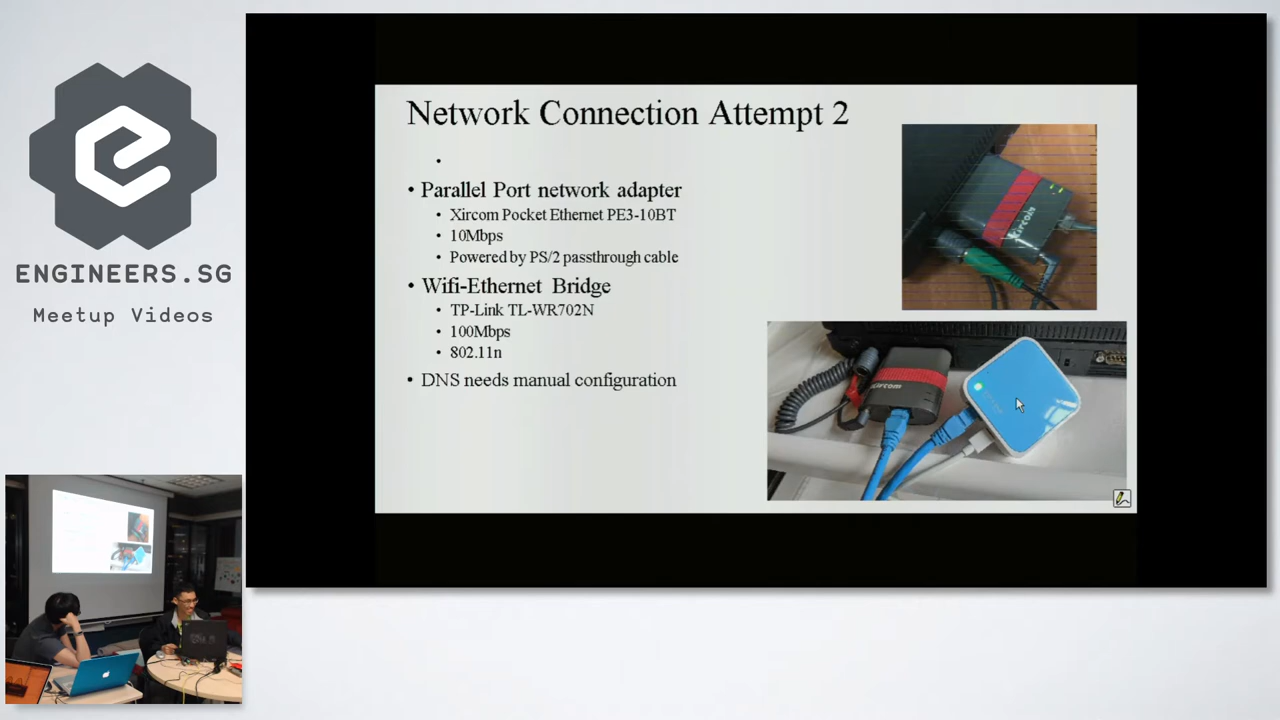 ENGINEERS.SG
Meetup Videos
Network Connection Attempt 2
•
• Parallel Port network adapter
• Xircom Pocket Ethernet PE3-10BT
• 10Mbps
• Powered by PS/2 passthrough cable
• Wifi-Ethernet Bridge
• TP-Link TL-WR702N
• 100Mbps
• 802.11n
• DNS needs manual configuration
Xircom
Xircom